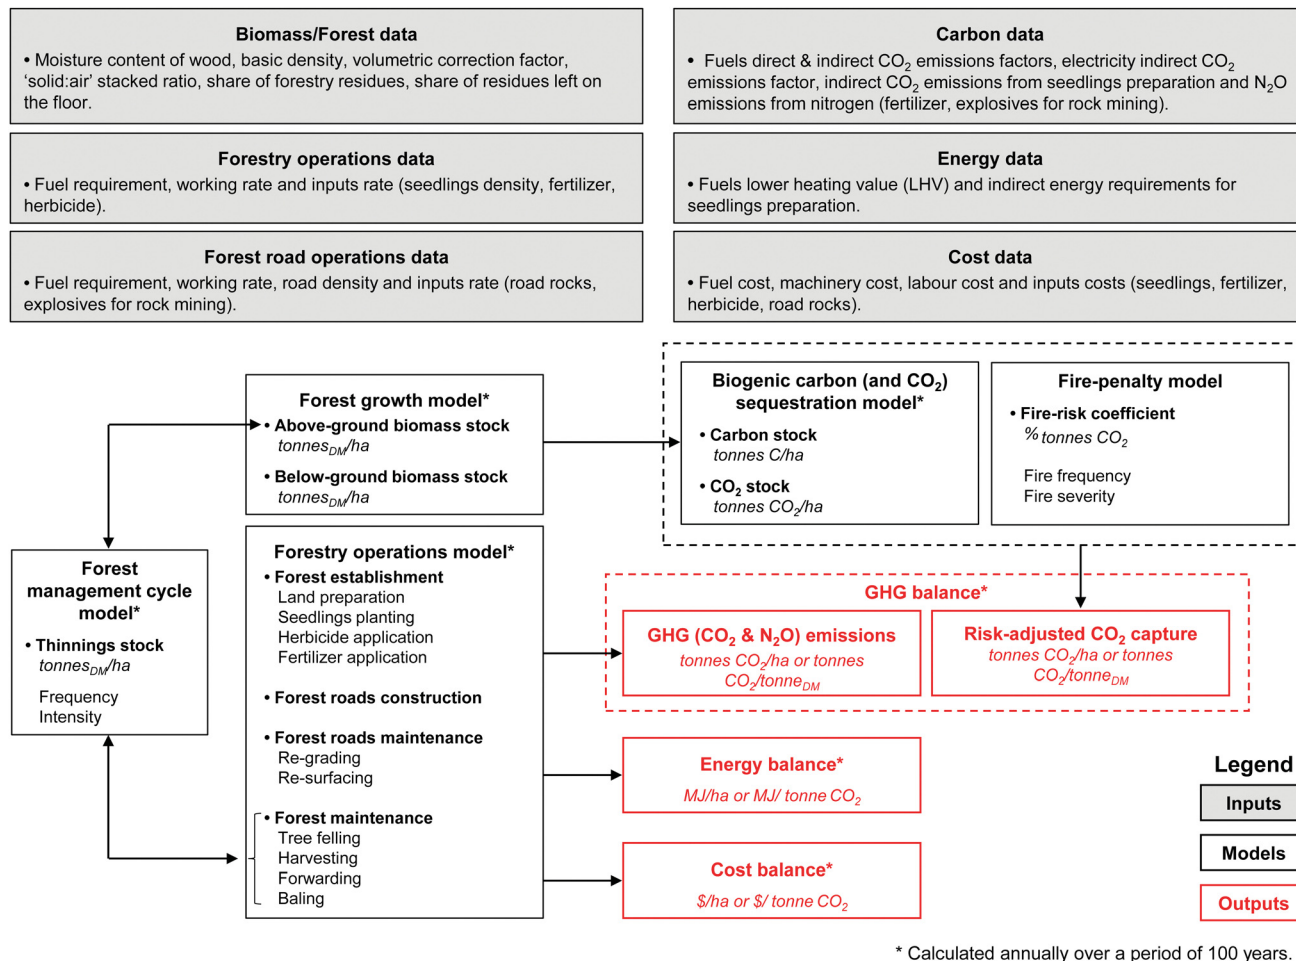 Biomass/Forest data
• Moisture content of wood, basic density, volumetric correction factor,
‘solid:air’ stacked ratio, share of forestry residues, share of residues left on
the floor.
Carbon data
• Fuels direct & indirect CO₂ emissions factors, electricity indirect CO₂
emissions factor, indirect CO₂ emissions from seedlings preparation and N₂O
emissions from nitrogen (fertilizer, explosives for rock mining).
Forestry operations data
• Fuel requirement, working rate and inputs rate (seedlings density, fertilizer,
herbicide).
Energy data
• Fuels lower heating value (LHV) and indirect energy requirements for
seedlings preparation.
Forest road operations data
• Fuel requirement, working rate, road density and inputs rate (road rocks,
explosives for rock mining).
Cost data
• Fuel cost, machinery cost, labour cost and inputs costs (seedlings, fertilizer,
herbicide, road rocks).
Forest growth model*
• Above-ground biomass stock
tonnes_DM/ha
• Below-ground biomass stock
tonnes_DM/ha
Biogenic carbon (and CO₂)
sequestration model*
• Carbon stock
tonnes C/ha
• CO₂ stock
tonnes CO₂/ha
Fire-penalty model
• Fire-risk coefficient
% tonnes CO₂
Fire frequency
Fire severity
Forest
management cycle
model*
• Thinnings stock
tonnes_DM/ha
Frequency
Intensity
Forestry operations model*
• Forest establishment
Land preparation
Seedlings planting
Herbicide application
Fertilizer application
• Forest roads construction
• Forest roads maintenance
Re-grading
Re-surfacing
• Forest maintenance
Tree felling
Harvesting
Forwarding
Baling
GHG balance*
GHG (CO₂ & N₂O) emissions
tonnes CO₂/ha or tonnes
CO₂/tonne_DM
Risk-adjusted CO₂ capture
tonnes CO₂/ha or tonnes
CO₂/tonne_DM
Energy balance*
MJ/ha or MJ/ tonne CO₂
Cost balance*
$/ha or $/ tonne CO₂
Legend
Inputs
Models
Outputs
* Calculated annually over a period of 100 years.